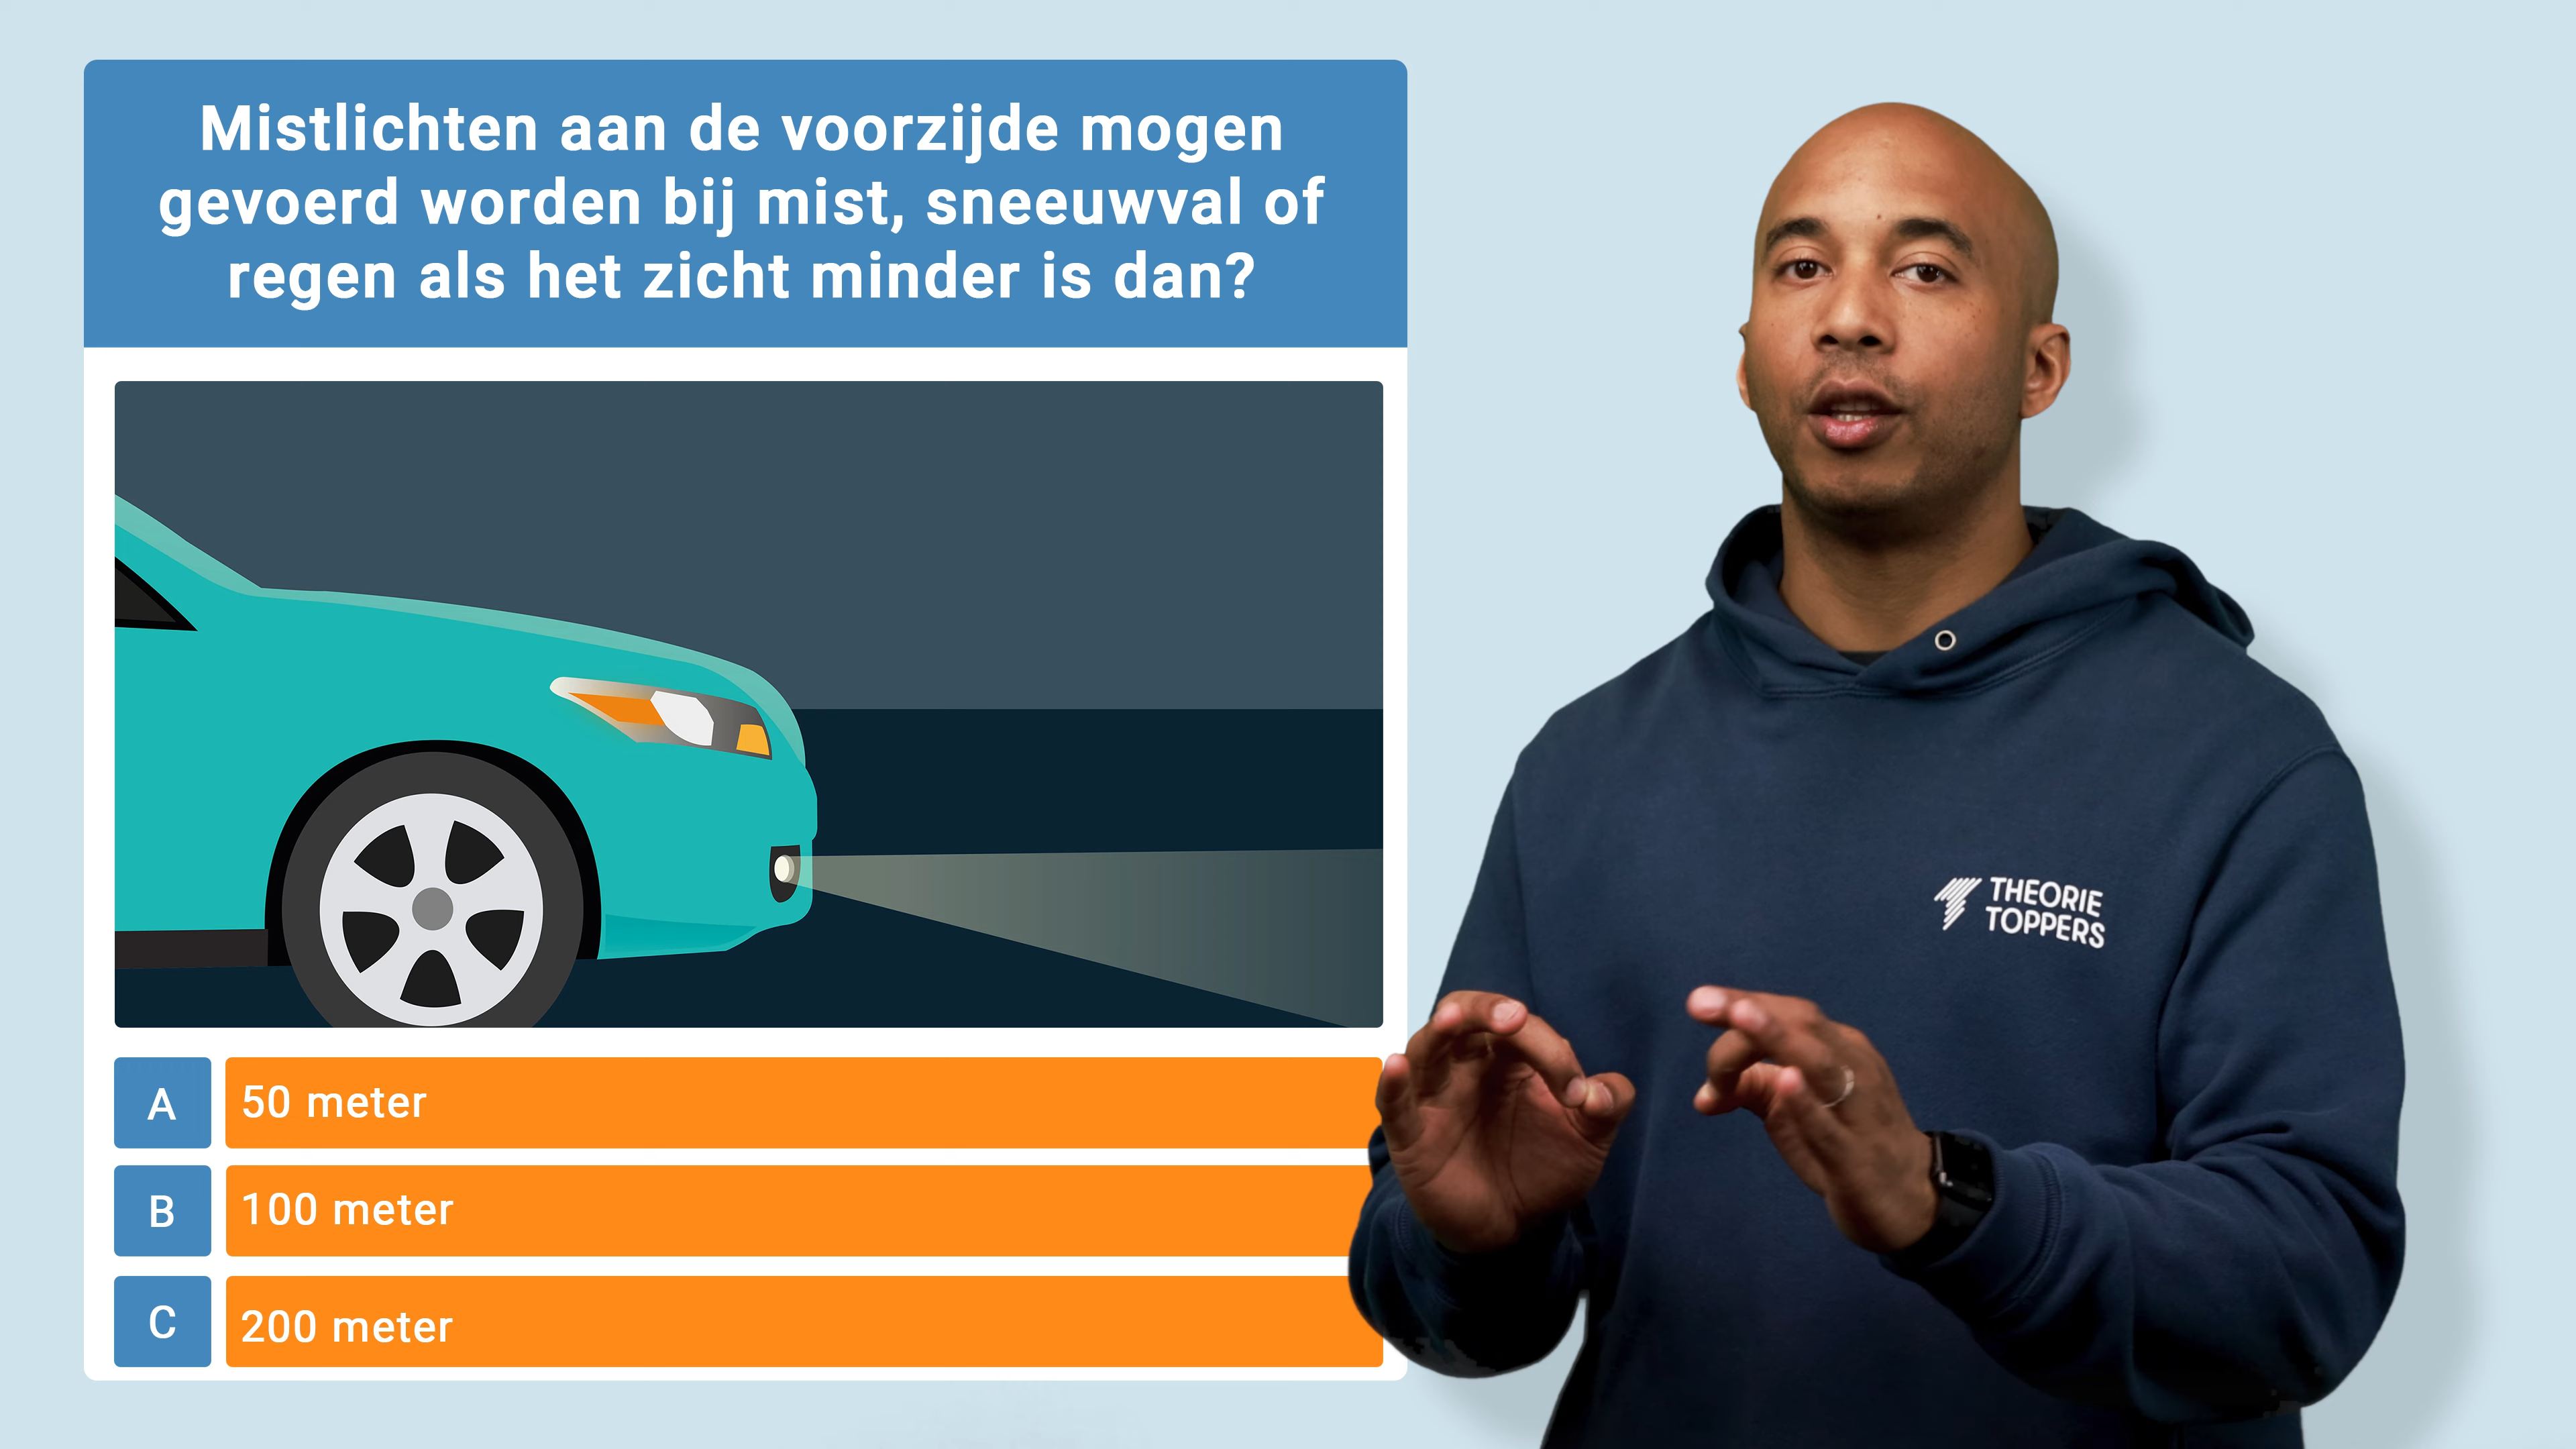 Mistlichten aan de voorzijde mogen
gevoerd worden bij mist, sneeuwval of
regen als het zicht minder is dan?
A
50 meter
B
100 meter
C
200 meter
THEORIE
TOPPERS